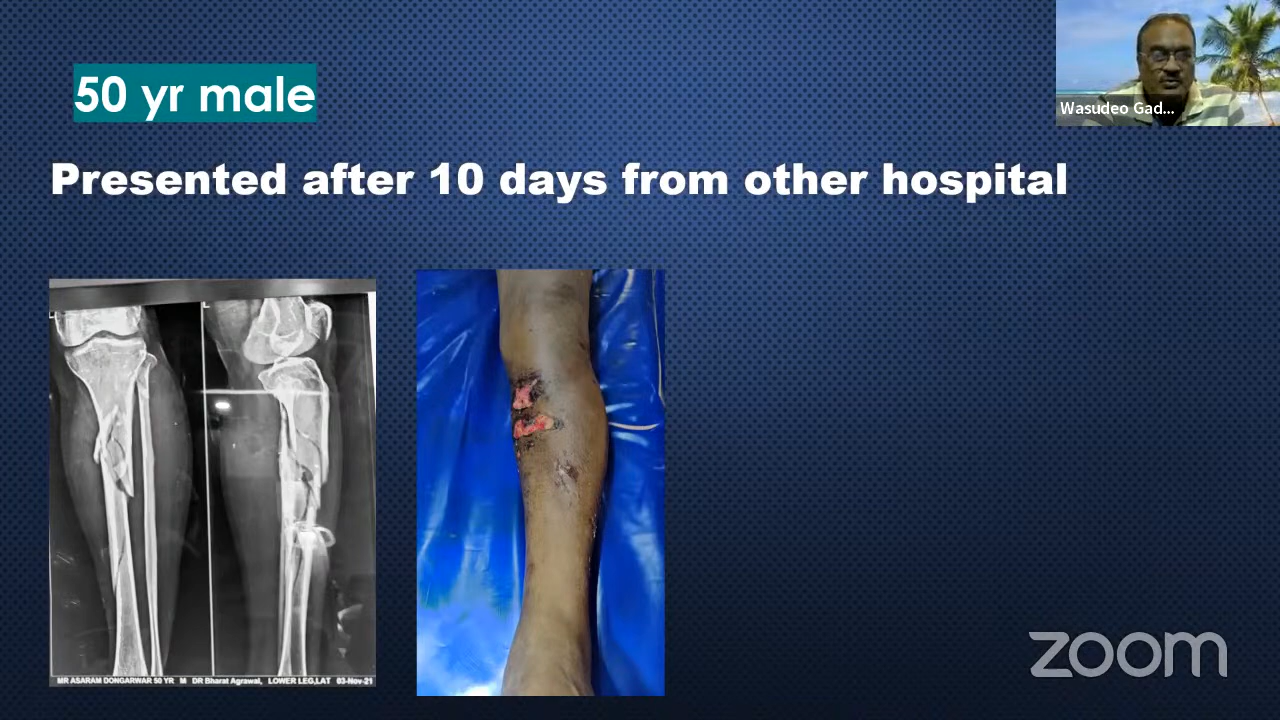 50 yr male
Wasudeo Gad...
Presented after 10 days from other hospital
L
MR ASARAM DONGARWAR 50 YR M DR Bharat Agrawal, LOWER LEG,LAT 03-Nov-21
zoom